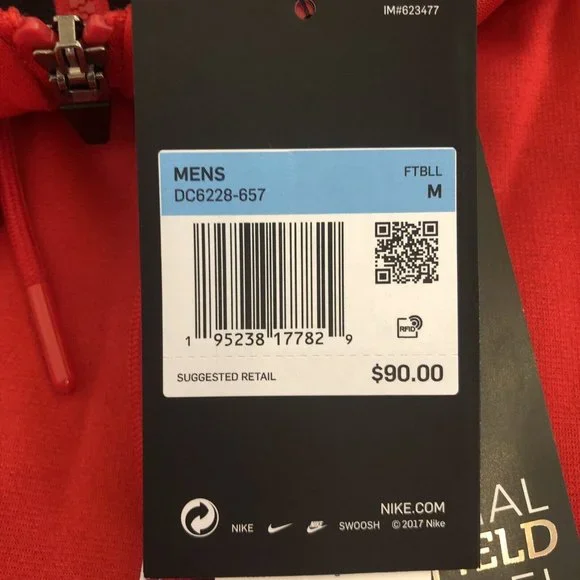 IM#623477
MENS FTBLL
DC6228-657 M
1 95238 17782 9
RFID
SUGGESTED RETAIL $90.00
NIKE.COM
NIKE SWOOSH © 2017 Nike